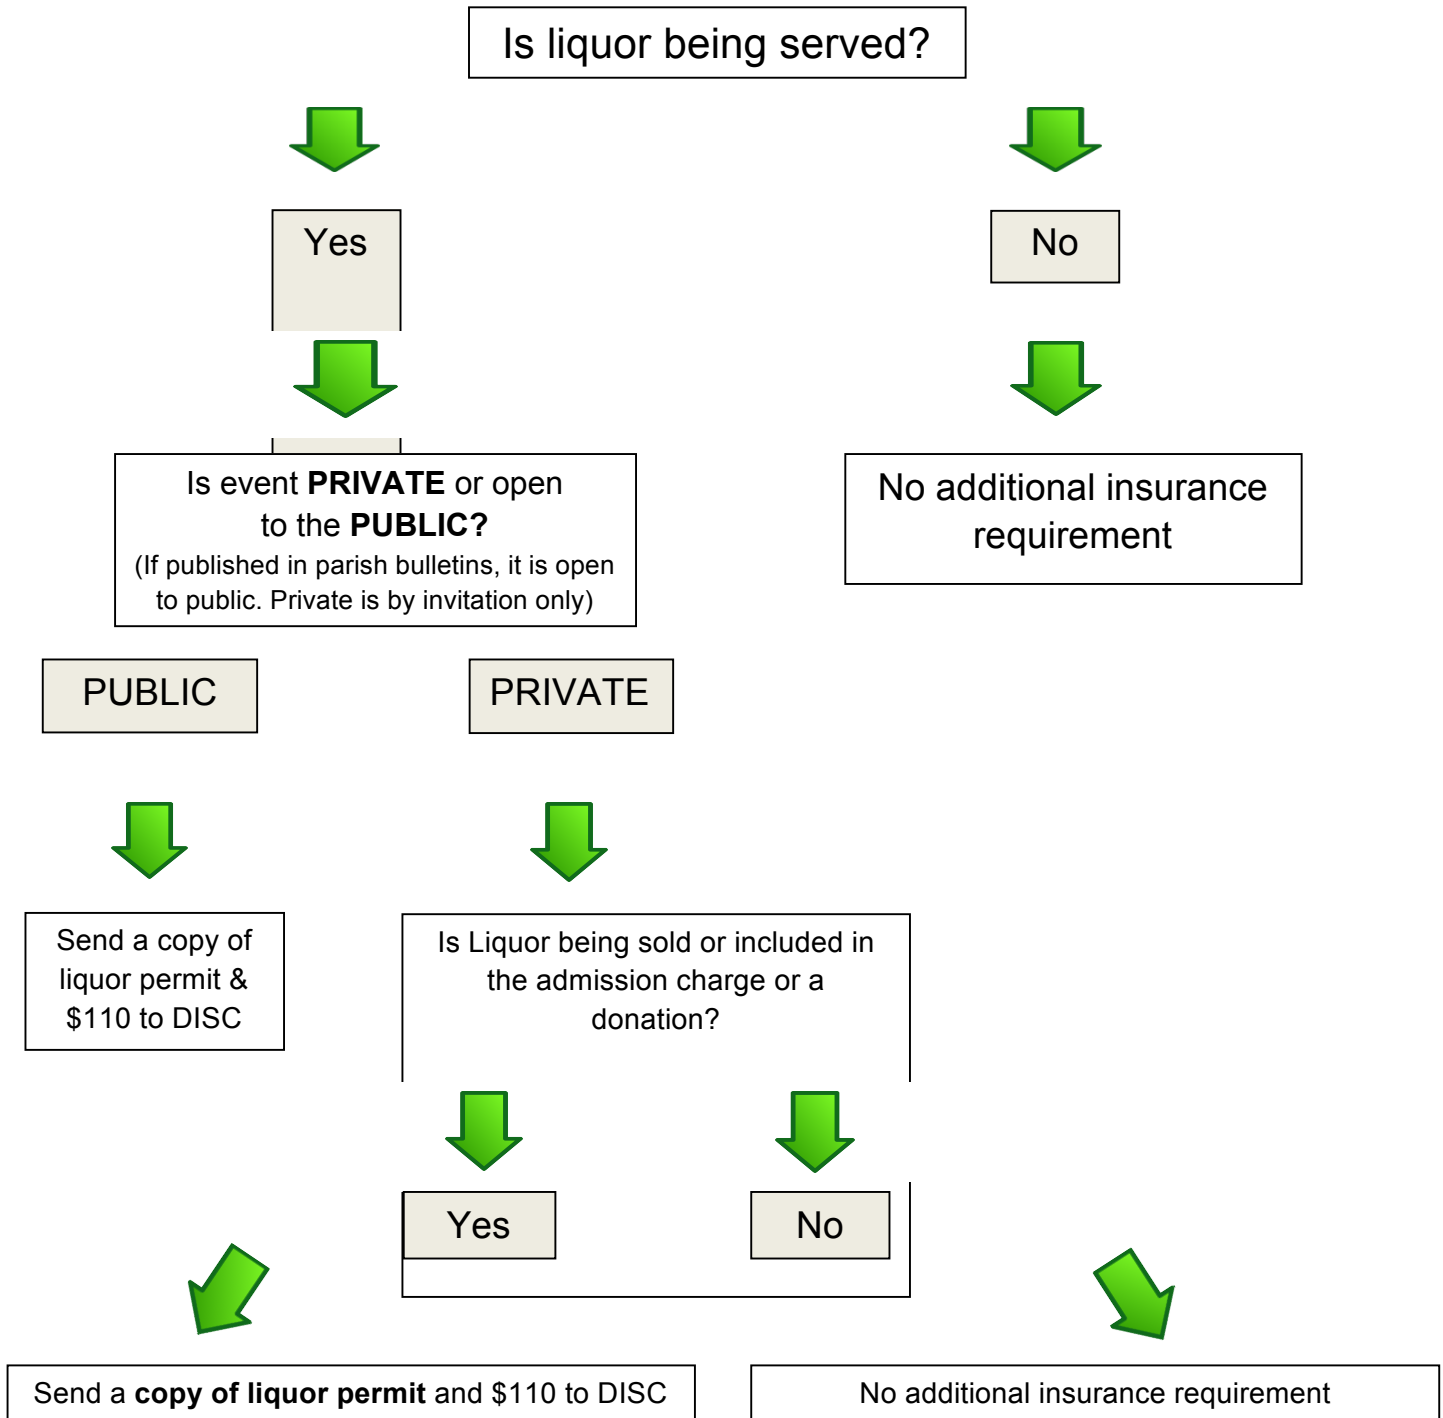 Is liquor being served?
Yes
No
Is event PRIVATE or open
to the PUBLIC?
(If published in parish bulletins, it is open
to public. Private is by invitation only)
No additional insurance
requirement
PUBLIC
PRIVATE
Send a copy of
liquor permit &
$110 to DISC
Is Liquor being sold or included in
the admission charge or a
donation?
Yes
No
Send a copy of liquor permit and $110 to DISC
No additional insurance requirement